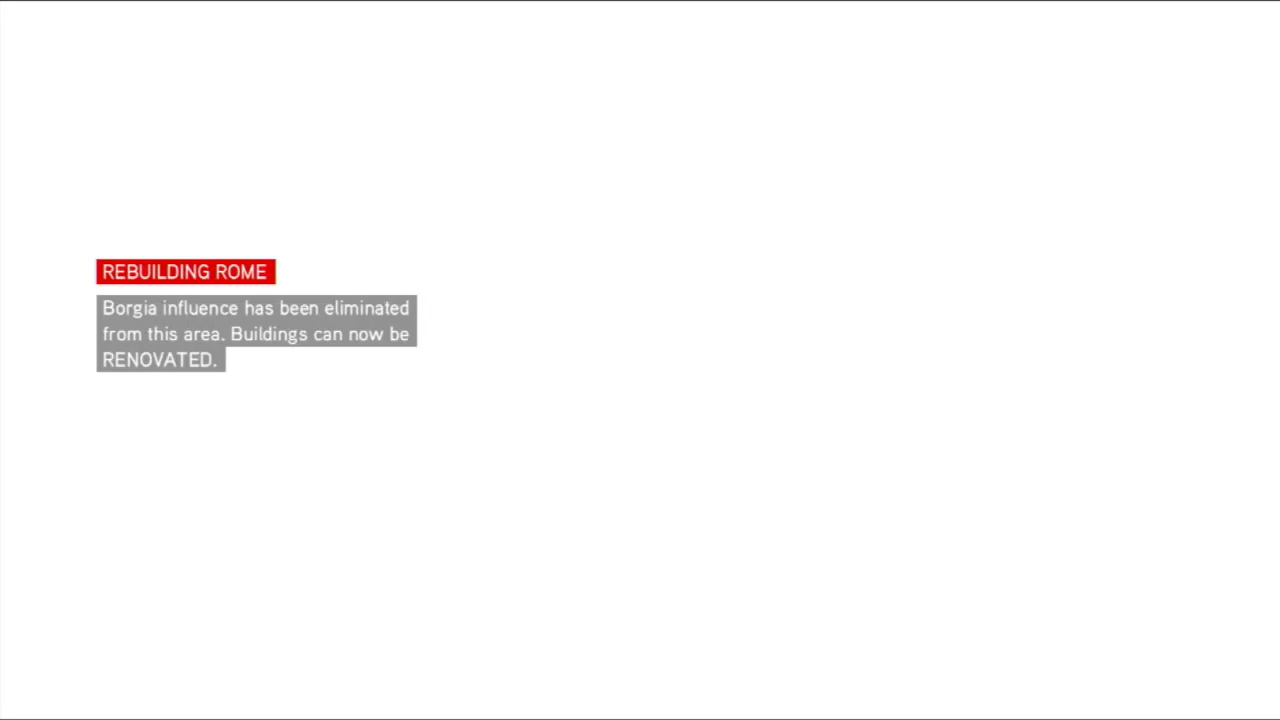 REBUILDING ROME
Borgia influence has been eliminated
from this area. Buildings can now be
RENOVATED.